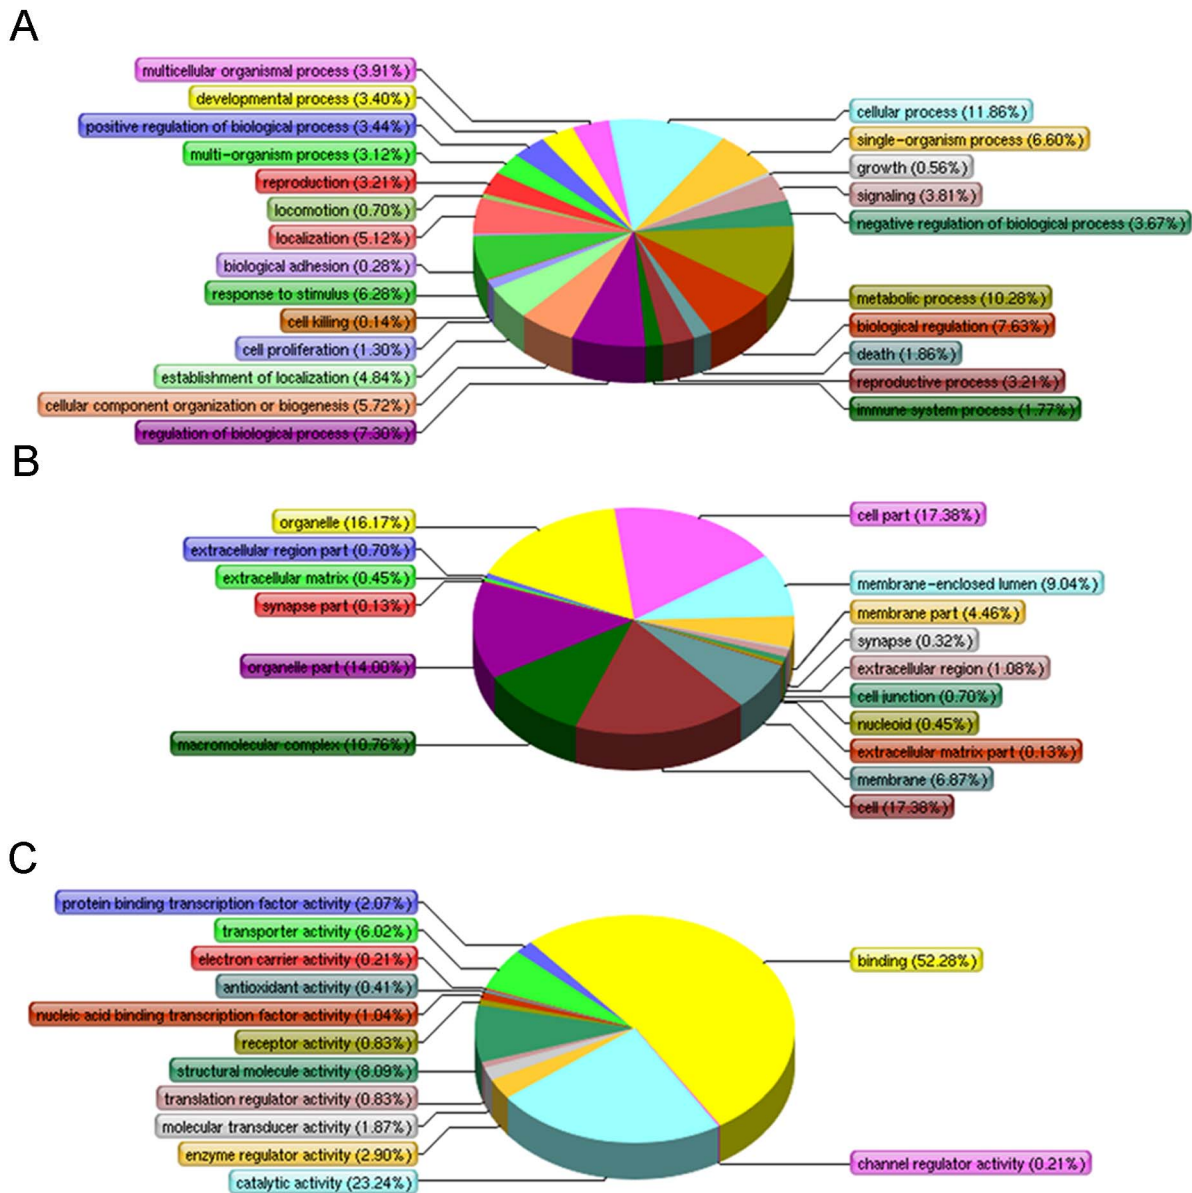 A
multicellular organismal process (3.91%)
developmental process (3.40%)
positive regulation of biological process (3.44%)
multi-organism process (3.12%)
reproduction (3.21%)
locomotion (0.70%)
localization (5.12%)
biological adhesion (0.28%)
response to stimulus (6.28%)
cell killing (0.14%)
cell proliferation (1.30%)
establishment of localization (4.84%)
cellular component organization or biogenesis (5.72%)
regulation of biological process (7.30%)
cellular process (11.86%)
single-organism process (6.60%)
growth (0.56%)
signaling (3.81%)
negative regulation of biological process (3.67%)
metabolic process (10.28%)
biological regulation (7.63%)
death (1.86%)
reproductive process (3.21%)
immune system process (1.77%)
B
organelle (16.17%)
extracellular region part (0.70%)
extracellular matrix (0.45%)
synapse part (0.13%)
organelle part (14.00%)
macromolecular complex (10.76%)
cell part (17.38%)
membrane-enclosed lumen (9.04%)
membrane part (4.46%)
synapse (0.32%)
extracellular region (1.08%)
cell junction (0.70%)
nucleoid (0.45%)
extracellular matrix part (0.13%)
membrane (6.87%)
cell (17.38%)
C
protein binding transcription factor activity (2.07%)
transporter activity (6.02%)
electron carrier activity (0.21%)
antioxidant activity (0.41%)
nucleic acid binding transcription factor activity (1.04%)
receptor activity (0.83%)
structural molecule activity (8.09%)
translation regulator activity (0.83%)
molecular transducer activity (1.87%)
enzyme regulator activity (2.90%)
catalytic activity (23.24%)
binding (52.28%)
channel regulator activity (0.21%)